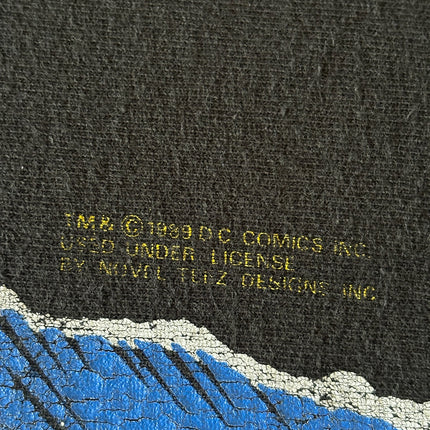 TM& ©1989 D C COMICS INC.
USED UNDER LICENSE
BY NOVEL TEEZ DESIGNS INC